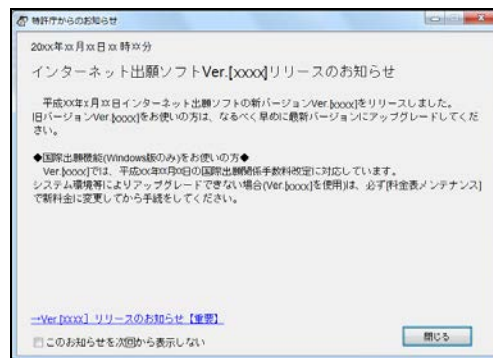 特許庁からのお知らせ
20xx年xx月xx日xx時xx分
インターネット出願ソフトVer.[xxxx]リリースのお知らせ
平成XX年x月xx日インターネット出願ソフトの新バージョンVer.[xxxx]をリリースしました。
旧バージョンVer.[xxxx]をお使いの方は、なるべく早めに最新バージョンにアップグレードしてくだ
さい。
◆国際出願機能(Windows版のみ)をお使いの方◆
Ver.[xxxx]では、平成xx年xx月xx日の国際出願関係手数料改定に対応しています。
システム環境等によりアップグレードできない場合(Ver.[xxxx]を使用)は、必ず[料金表メンテナンス]
で新料金に変更してから手続をしてください。
→Ver.[xxxx] リリースのお知らせ【重要】
このお知らせを次回から表示しない
閉じる